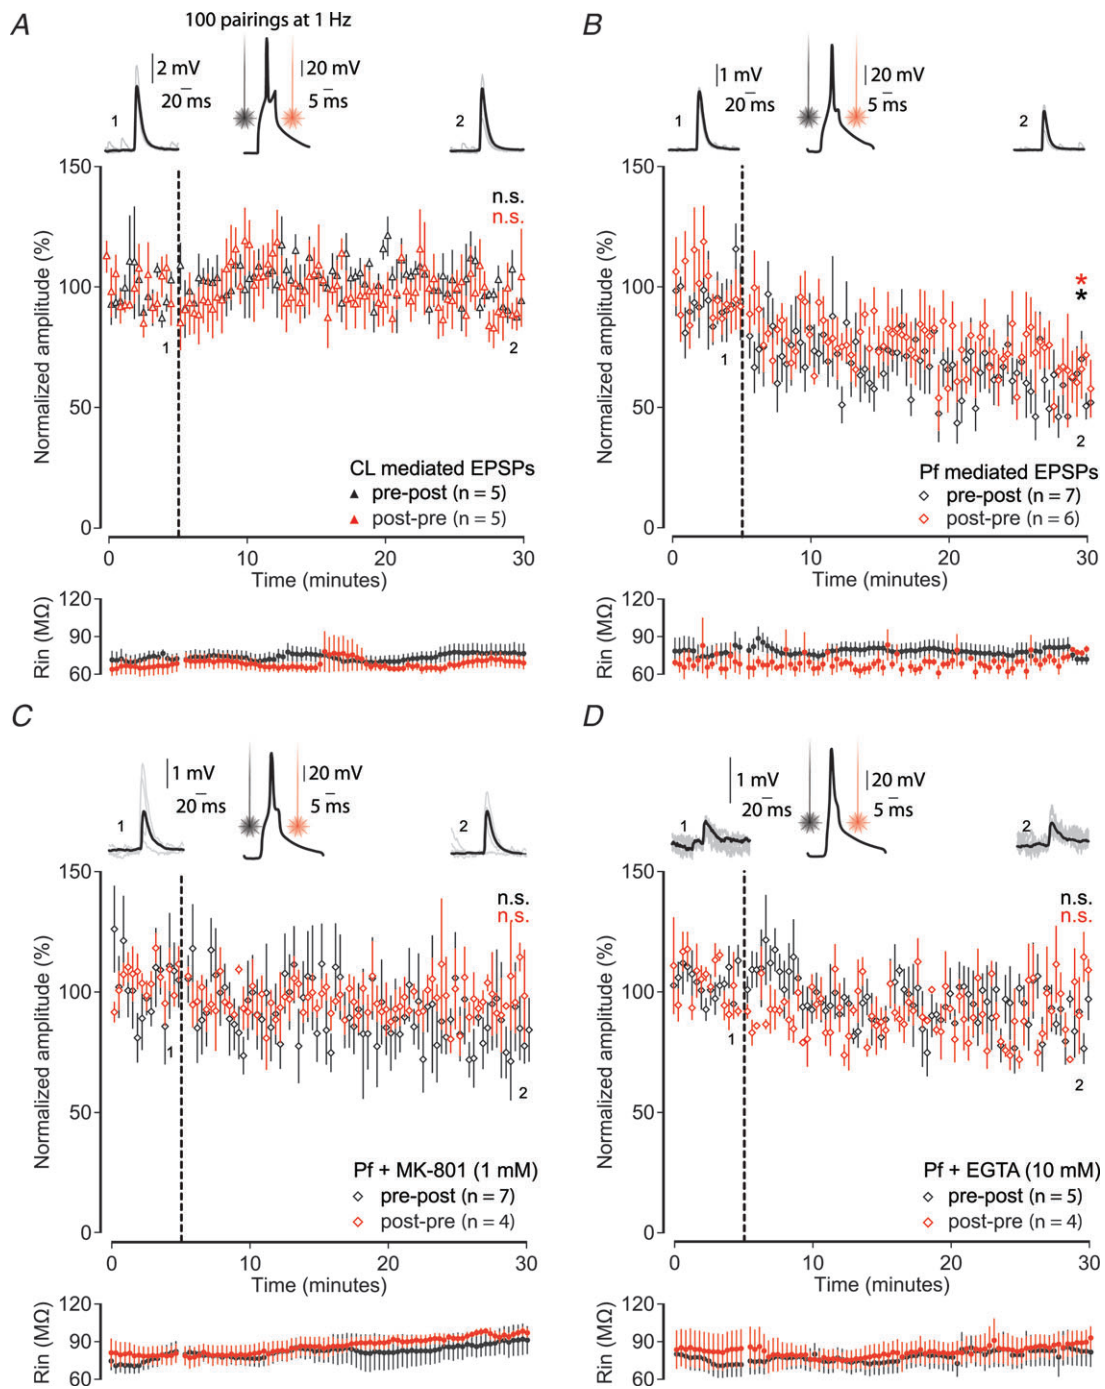 A
100 pairings at 1 Hz
2 mV
20 ms
20 mV
5 ms
1
2
150
100
50
0
Normalized amplitude (%)
n.s.
n.s.
1
2
CL mediated EPSPs
pre-post (n = 5)
post-pre (n = 5)
0
10
20
30
Time (minutes)
120
90
60
Rin (MΩ)
B
1 mV
20 ms
20 mV
5 ms
1
2
150
100
50
0
Normalized amplitude (%)
*
*
1
2
Pf mediated EPSPs
pre-post (n = 7)
post-pre (n = 6)
0
10
20
30
Time (minutes)
120
90
60
Rin (MΩ)
C
1 mV
20 ms
20 mV
5 ms
1
2
150
100
50
0
Normalized amplitude (%)
n.s.
n.s.
1
2
Pf + MK-801 (1 mM)
pre-post (n = 7)
post-pre (n = 4)
0
10
20
30
Time (minutes)
120
90
60
Rin (MΩ)
D
1 mV
20 ms
20 mV
5 ms
1
2
150
100
50
0
Normalized amplitude (%)
n.s.
n.s.
1
2
Pf + EGTA (10 mM)
pre-post (n = 5)
post-pre (n = 4)
0
10
20
30
Time (minutes)
120
90
60
Rin (MΩ)